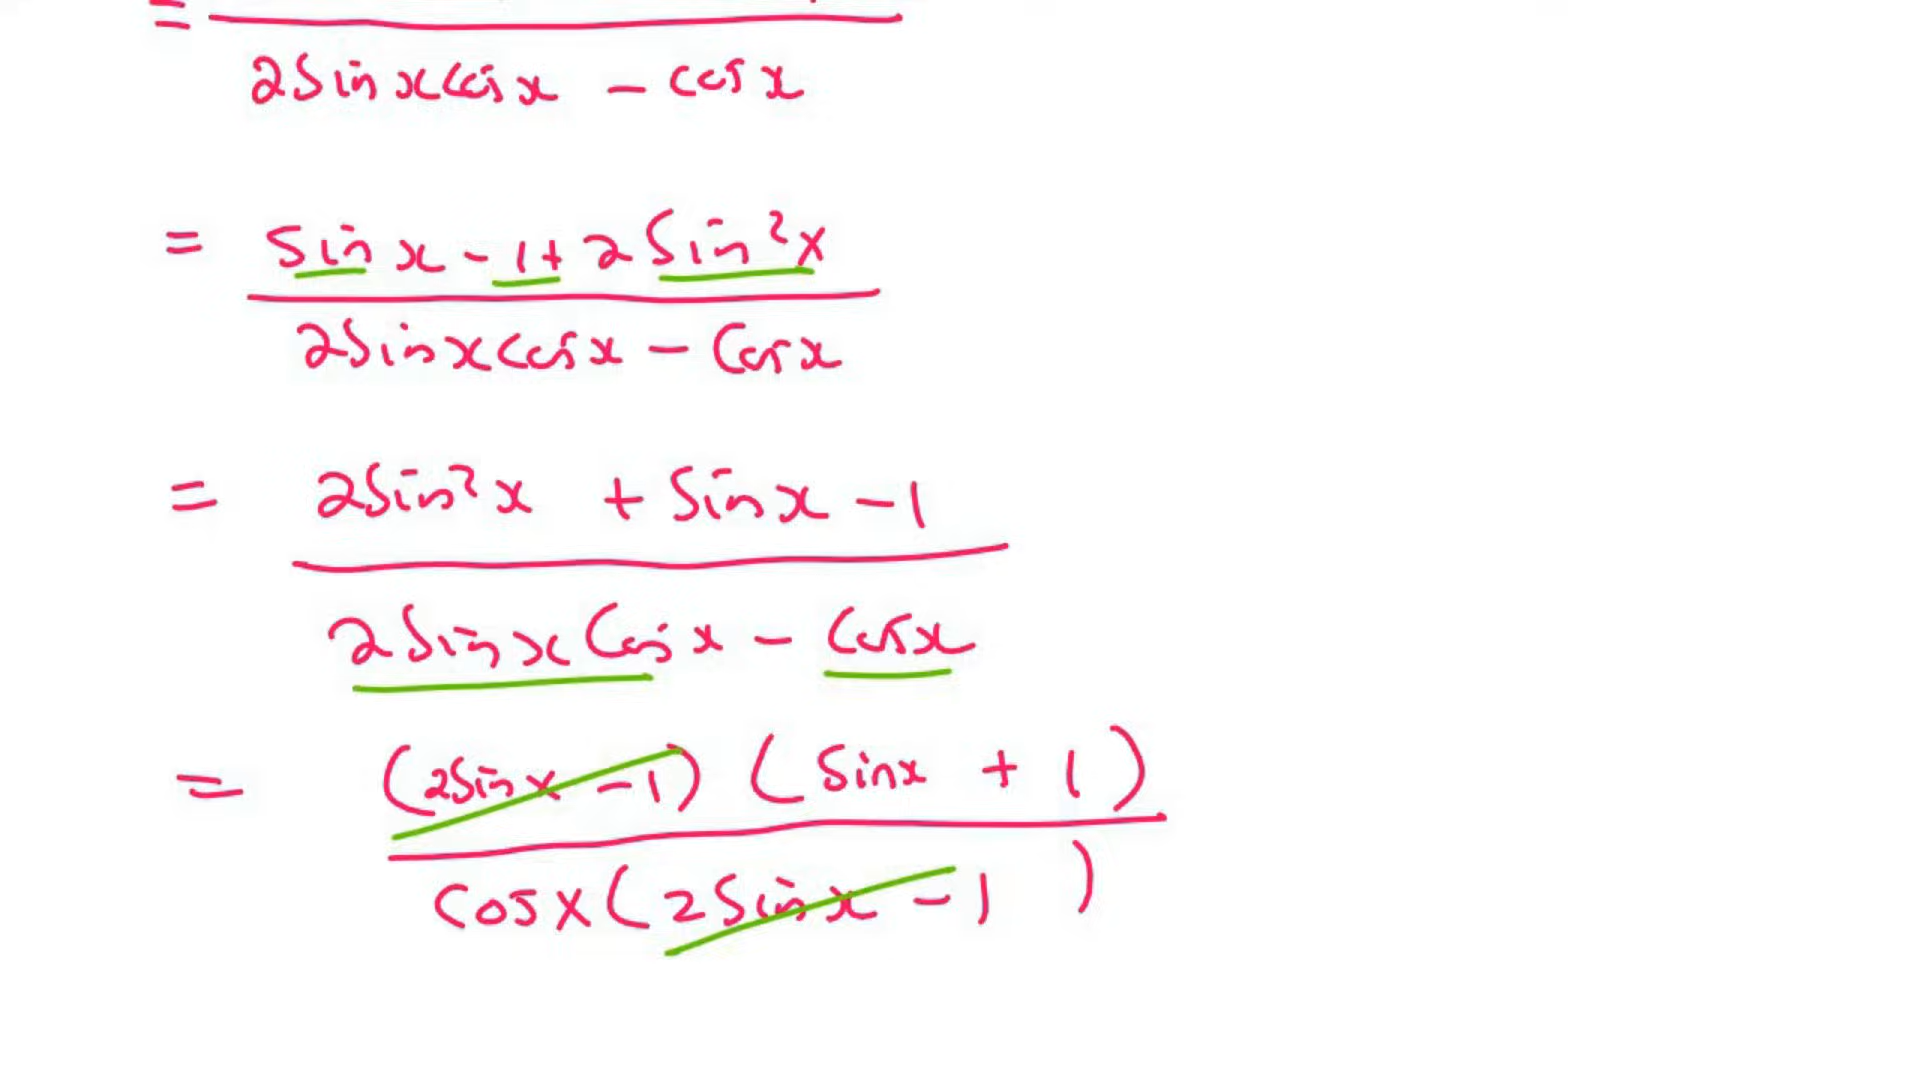 =
2sinxcosx - cosx
= sinx - 1 + 2sin²x
2sinxcosx - cosx
= 2sin²x + sinx - 1
2sinxcosx - cosx
= (2sinx - 1) (sinx + 1)
cosx(2sinx - 1)